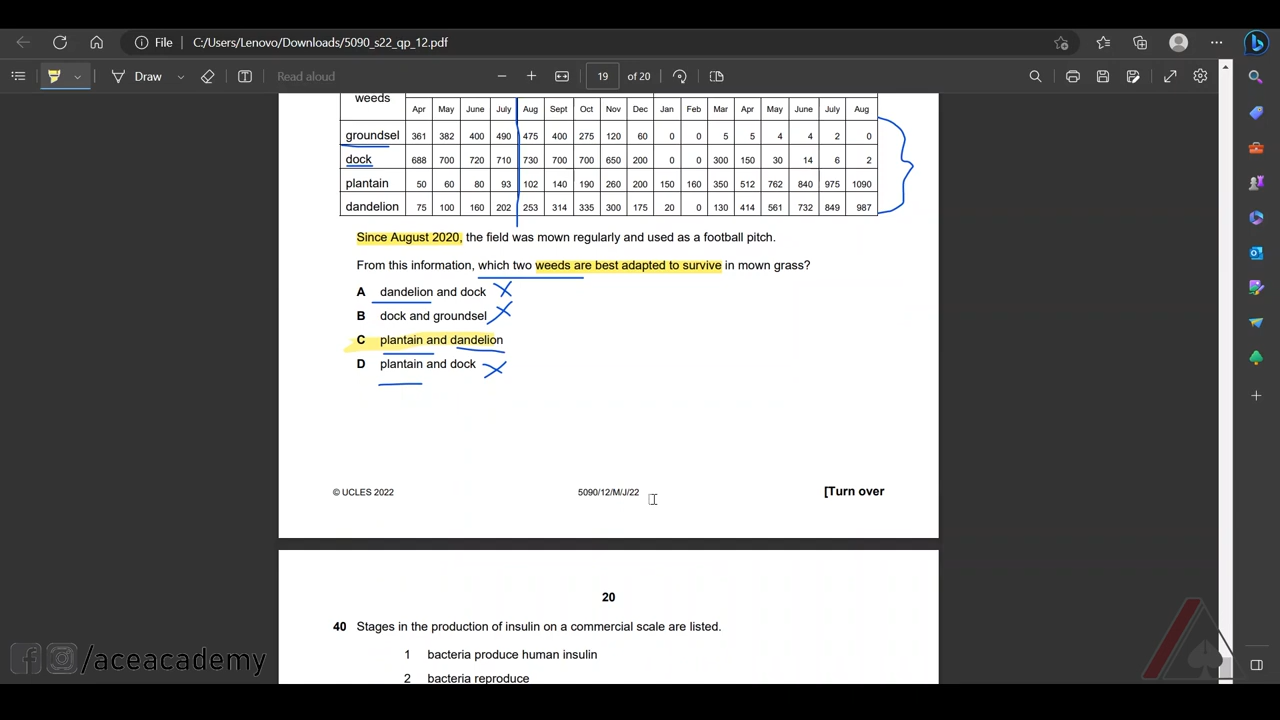 File C:/Users/Lenovo/Downloads/5090_s22_qp_12.pdf
Draw Read aloud 19 of 20
weeds
Apr May June July Aug Sept Oct Nov Dec Jan Feb Mar Apr May June July Aug
groundsel 361 382 400 490 475 400 275 120 60 0 0 5 5 4 4 2 0
dock 688 700 720 710 730 700 700 650 200 0 0 300 150 30 14 6 2
plantain 50 60 80 93 102 140 190 260 200 150 160 350 512 762 840 975 1090
dandelion 75 100 160 202 253 314 335 300 175 20 0 130 414 561 732 849 987
Since August 2020, the field was mown regularly and used as a football pitch.
From this information, which two weeds are best adapted to survive in mown grass?
A dandelion and dock
B dock and groundsel
C plantain and dandelion
D plantain and dock
© UCLES 2022 5090/12/M/J/22 [Turn over
20
40 Stages in the production of insulin on a commercial scale are listed.
1 bacteria produce human insulin
2 bacteria reproduce
/aceacademy